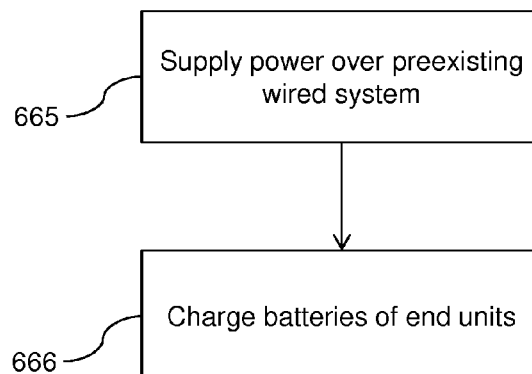 Supply power over preexisting
wired system
665
Charge batteries of end units
666